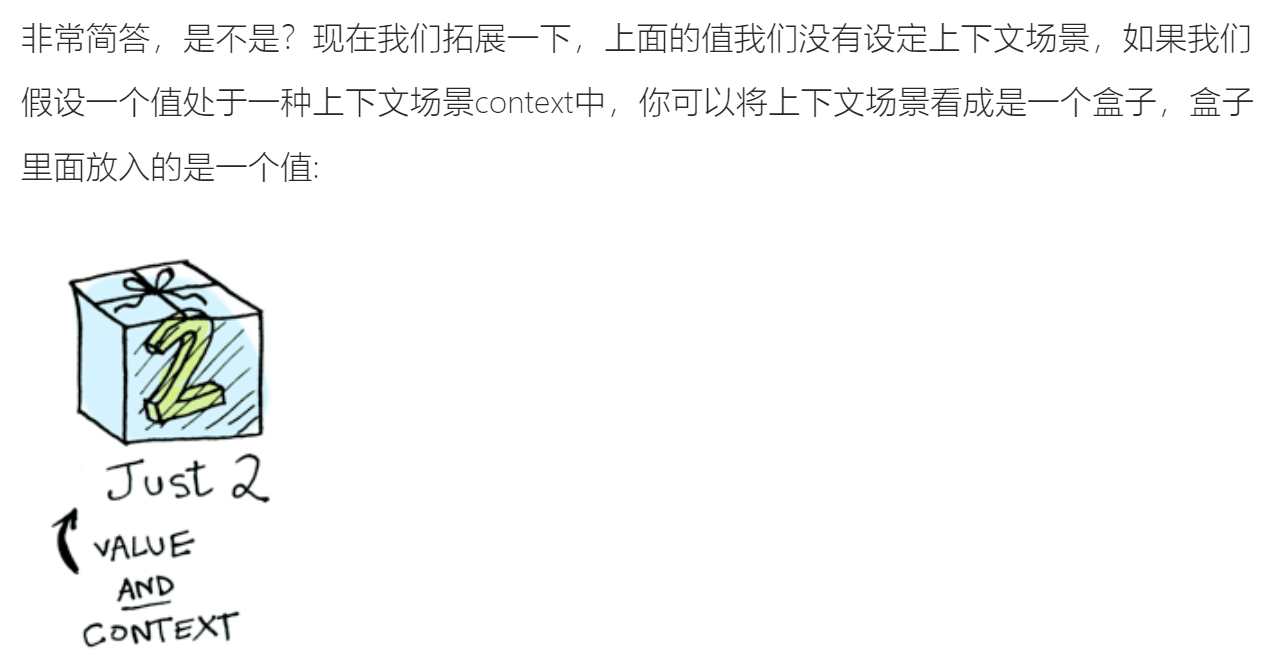 非常简答，是不是？现在我们拓展一下，上面的值我们没有设定上下文场景，如果我们
假设一个值处于一种上下文场景context中，你可以将上下文场景看成是一个盒子，盒子
里面放入的是一个值:
2
Just 2
VALUE
AND
CONTEXT